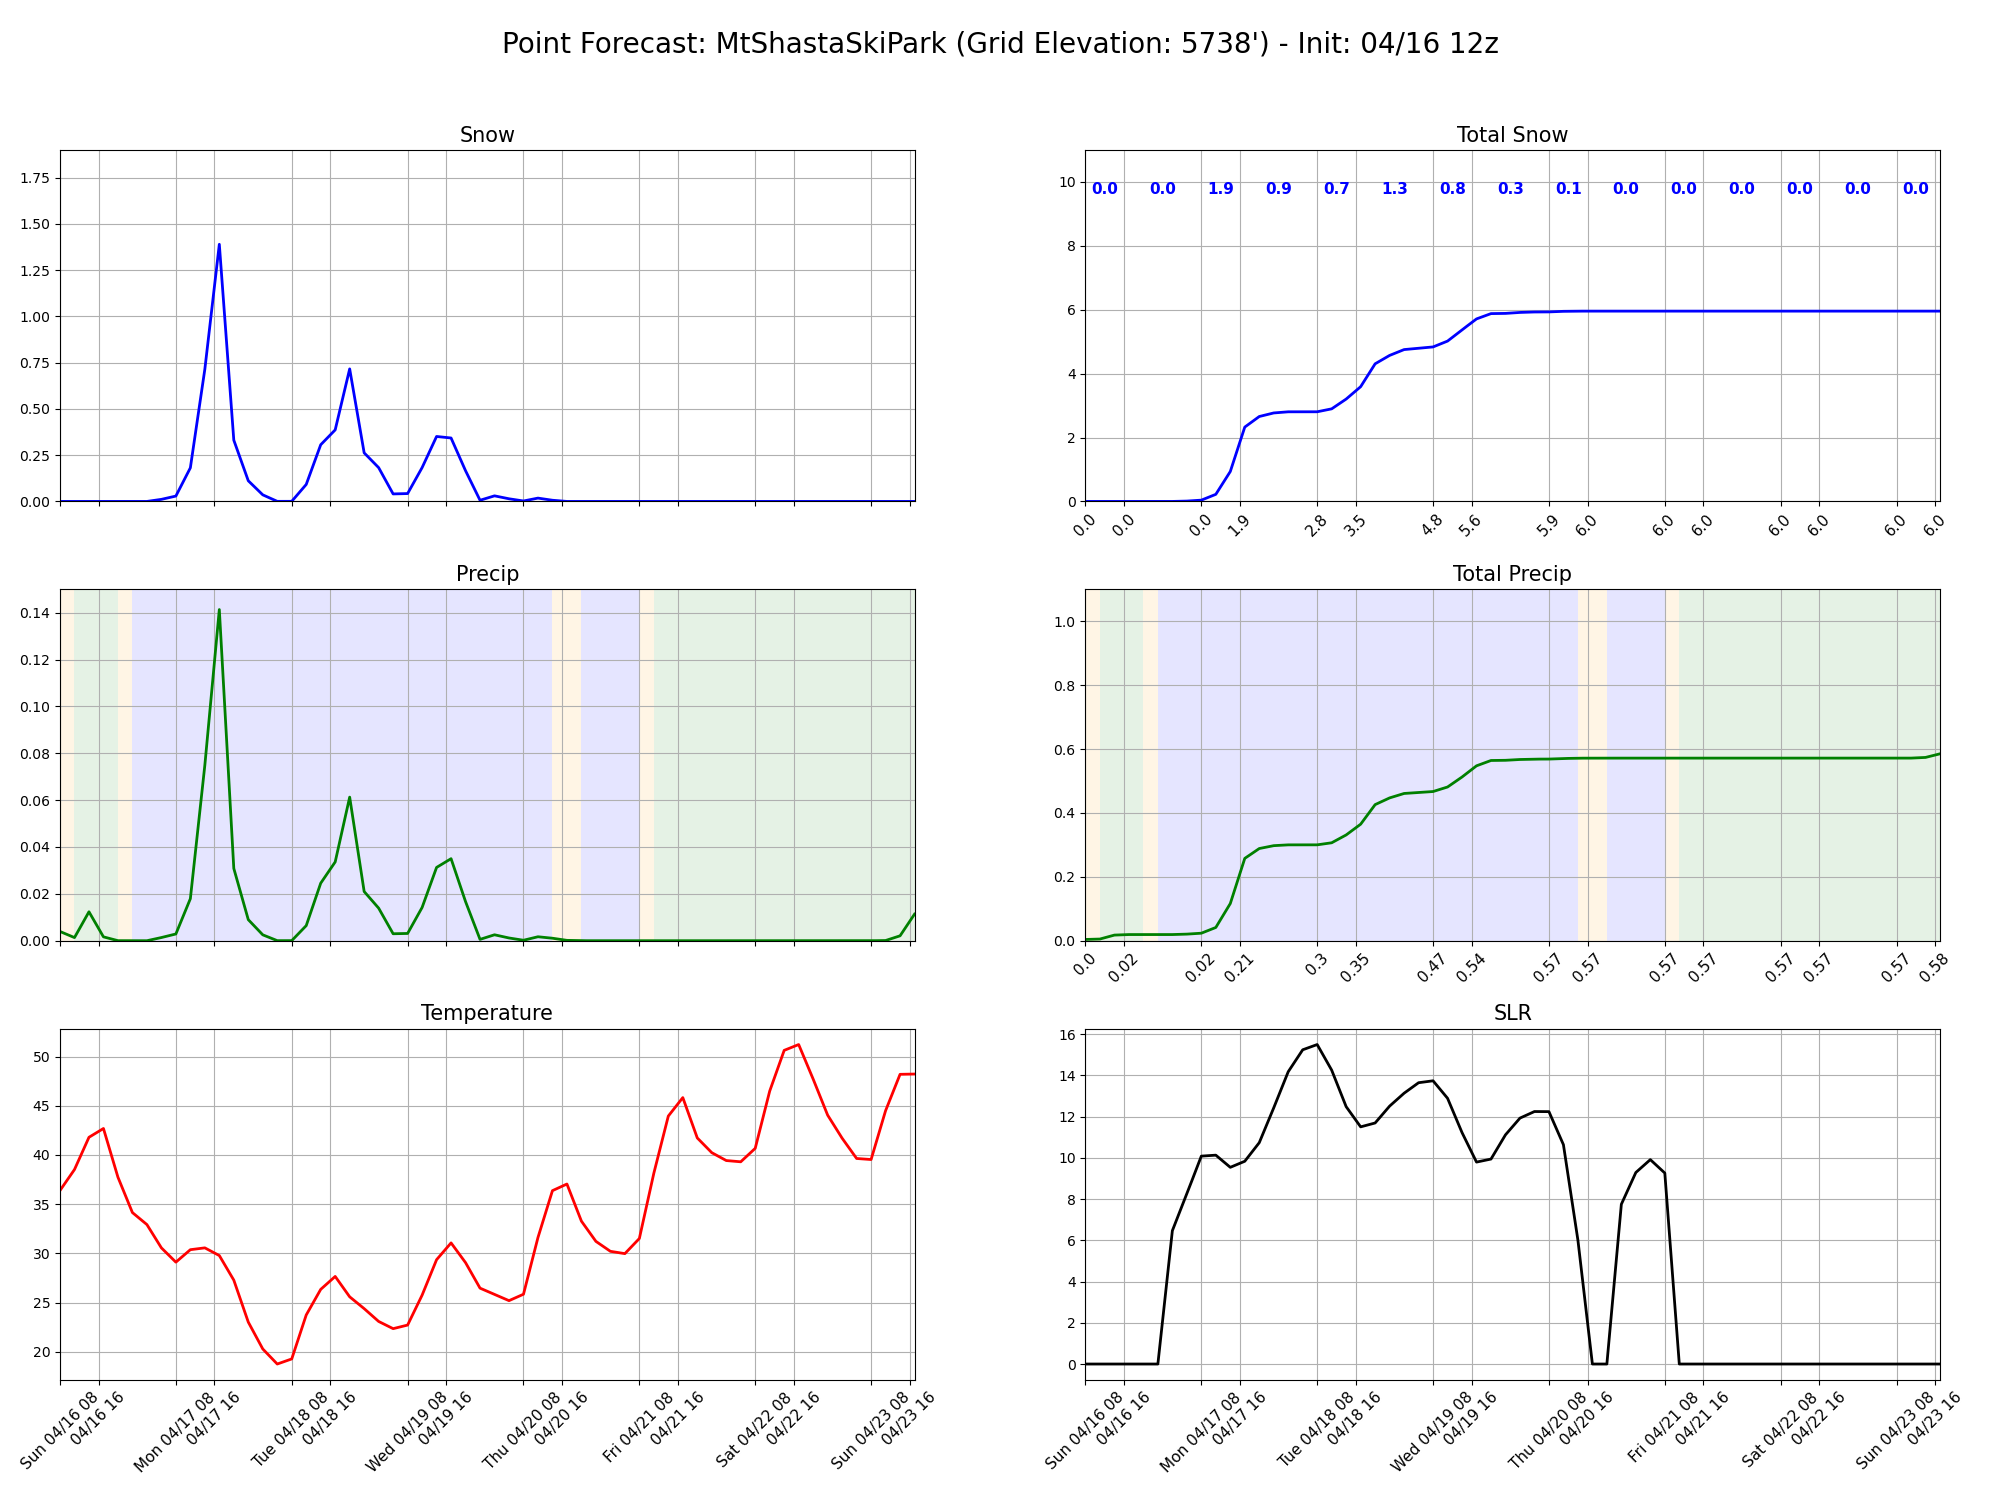 Point Forecast: MtShastaSkiPark (Grid Elevation: 5738') - Init: 04/16 12z
Snow
1.75
1.50
1.25
1.00
0.75
0.50
0.25
0.00
Total Snow
10
8
6
4
2
0
0.0 0.0 1.9 0.9 0.7 1.3 0.8 0.3 0.1 0.0 0.0 0.0 0.0 0.0 0.0
0.0 0.0 0.0 1.9 2.8 3.5 4.8 5.6 5.9 6.0 6.0 6.0 6.0 6.0 6.0 6.0
Precip
0.14
0.12
0.10
0.08
0.06
0.04
0.02
0.00
Total Precip
1.0
0.8
0.6
0.4
0.2
0.0
0.0 0.02 0.02 0.21 0.3 0.35 0.47 0.54 0.57 0.57 0.57 0.57 0.57 0.57 0.57 0.58
Temperature
50
45
40
35
30
25
20
Sun 04/16 08
04/16 16
Mon 04/17 08
04/17 16
Tue 04/18 08
04/18 16
Wed 04/19 08
04/19 16
Thu 04/20 08
04/20 16
Fri 04/21 08
04/21 16
Sat 04/22 08
04/22 16
Sun 04/23 08
04/23 16
SLR
16
14
12
10
8
6
4
2
0
Sun 04/16 08
04/16 16
Mon 04/17 08
04/17 16
Tue 04/18 08
04/18 16
Wed 04/19 08
04/19 16
Thu 04/20 08
04/20 16
Fri 04/21 08
04/21 16
Sat 04/22 08
04/22 16
Sun 04/23 08
04/23 16